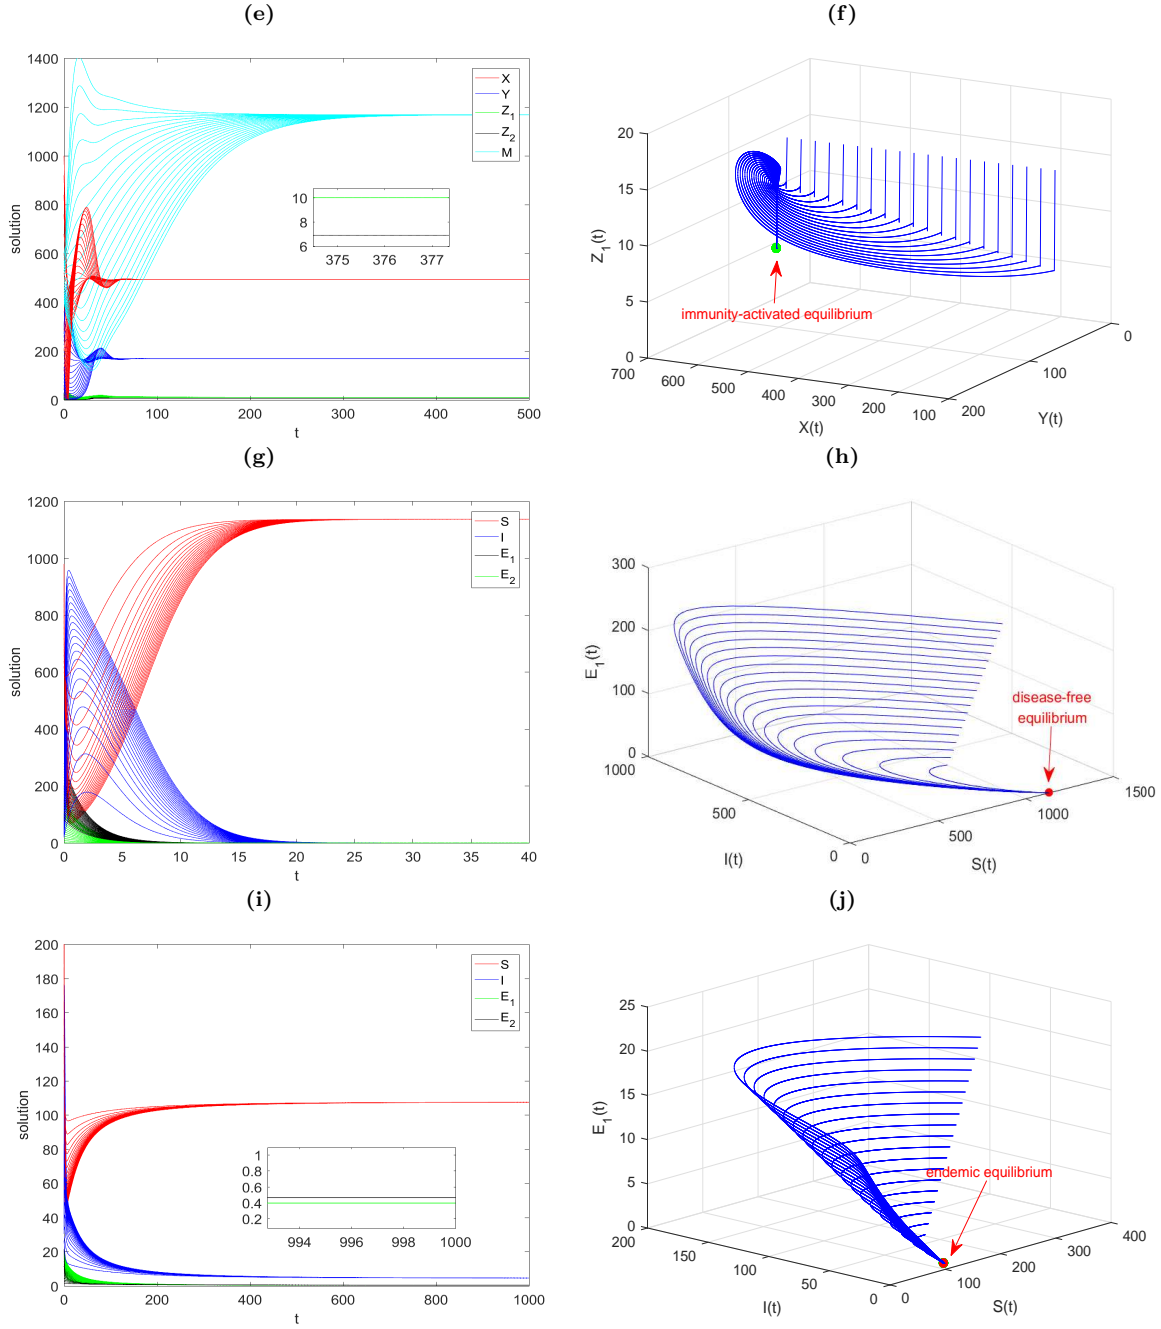 (e)
1400
1200
1000
800
600
400
200
0
solution
X
Y
Z1
Z2
M
10
8
6
375 376 377
0 100 200 300 400 500
t
(f)
20
15
10
5
0
Z1(t)
immunity-activated equilibrium
700 600 500 400 300 200 100
X(t)
200 100 0
Y(t)
(g)
1200
1000
800
600
400
200
0
solution
S
I
E1
E2
0 5 10 15 20 25 30 35 40
t
(h)
300
200
100
0
E1(t)
disease-free
equilibrium
1000 500 0
I(t)
0 500 1000 1500
S(t)
(i)
200
180
160
140
120
100
80
60
40
20
0
solution
S
I
E1
E2
1
0.8
0.6
0.4
0.2
994 996 998 1000
0 200 400 600 800 1000
t
(j)
25
20
15
10
5
0
E1(t)
endemic equilibrium
200 150 100 50 0
I(t)
0 100 200 300 400
S(t)